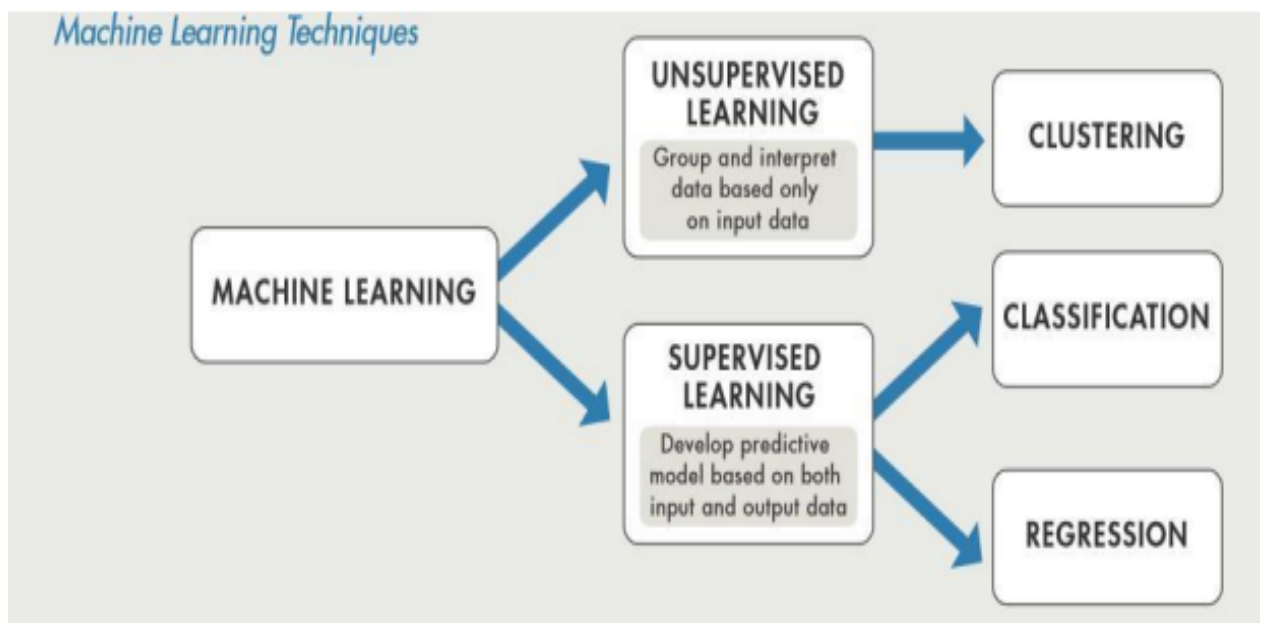 Machine Learning Techniques
UNSUPERVISED
LEARNING
Group and interpret
data based only
on input data
CLUSTERING
MACHINE LEARNING
SUPERVISED
LEARNING
Develop predictive
model based on both
input and output data
CLASSIFICATION
REGRESSION